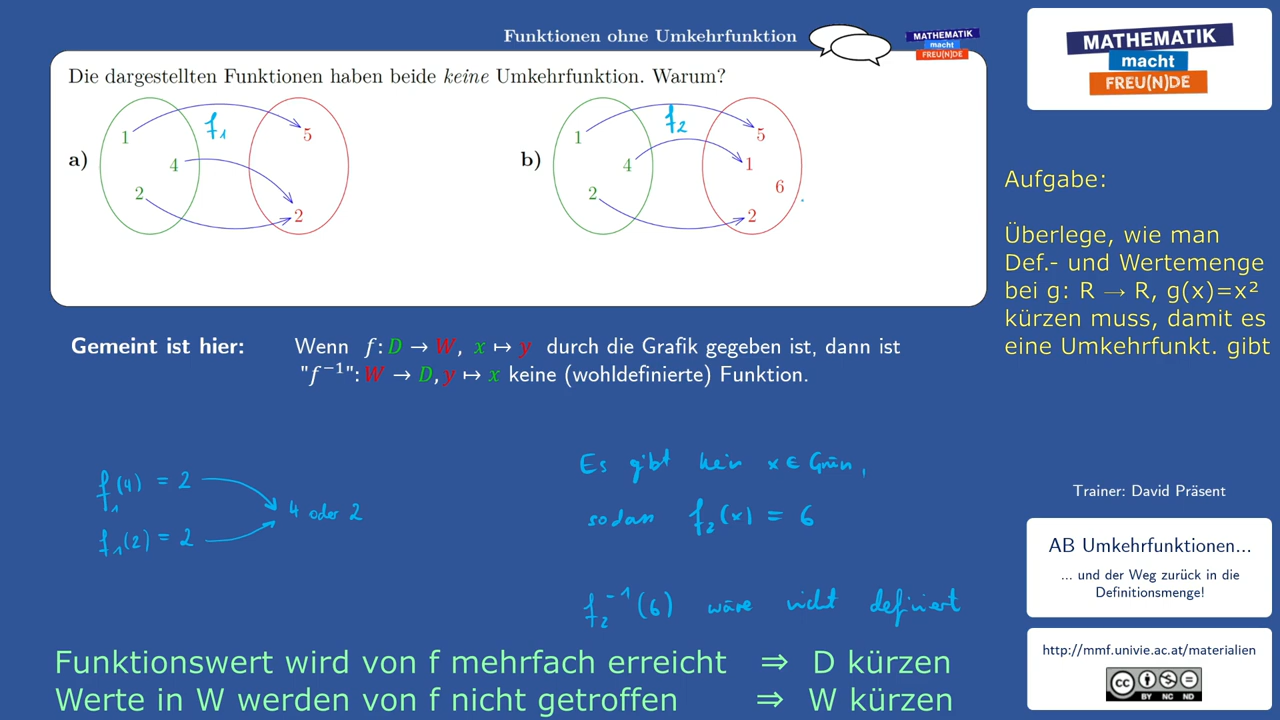 Funktionen ohne Umkehrfunktion
MATHEMATIK
macht
FREU(N)DE
Die dargestellten Funktionen haben beide keine Umkehrfunktion. Warum?
a)
1
4
2
f₁
5
2
b)
1
4
2
f₂
5
1
6
2
Gemeint ist hier: Wenn f: D → W, x ↦ y durch die Grafik gegeben ist, dann ist
"f⁻¹": W → D, y ↦ x keine (wohldefinierte) Funktion.
f₁(4) = 2
f₁(2) = 2
4 oder 2
Es gibt kein x ∈ Grün,
sodass f₂(x) = 6
f₂⁻¹(6) wäre nicht definiert
Funktionswert wird von f mehrfach erreicht ⇒ D kürzen
Werte in W werden von f nicht getroffen ⇒ W kürzen
MATHEMATIK
macht
FREU(N)DE
Aufgabe:
Überlege, wie man
Def.- und Wertemenge
bei g: R → R, g(x)=x²
kürzen muss, damit es
eine Umkehrfunkt. gibt
Trainer: David Präsent
AB Umkehrfunktionen...
... und der Weg zurück in die
Definitionsmenge!
http://mmf.univie.ac.at/materialien
cc
BY NC ND